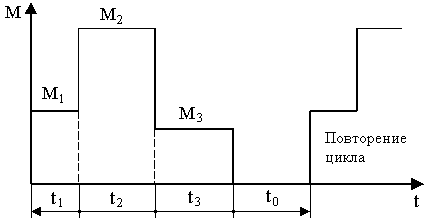 M
M₂
M₁
M₃
Повторение
цикла
t₁ t₂ t₃ t₀ t